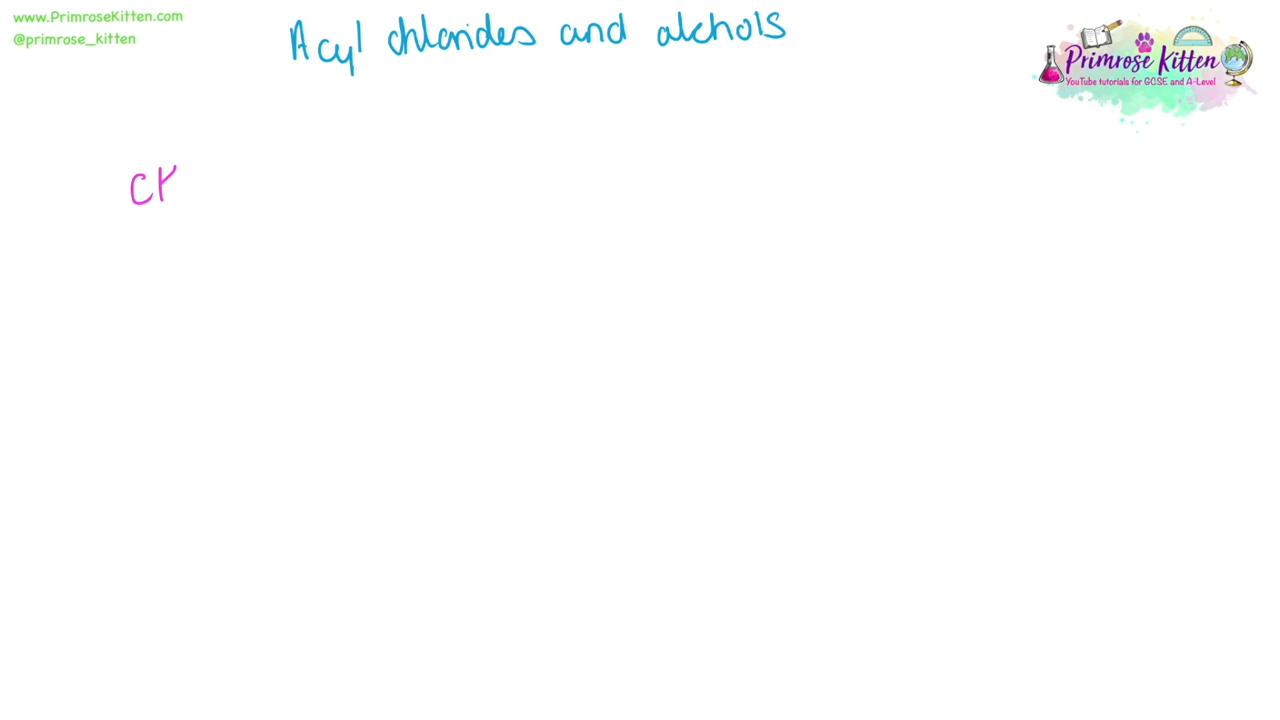 www.PrimroseKitten.com
@primrose_kitten
Acyl chlorides and alchols
Primrose Kitten
YouTube tutorials for GCSE and A-Level